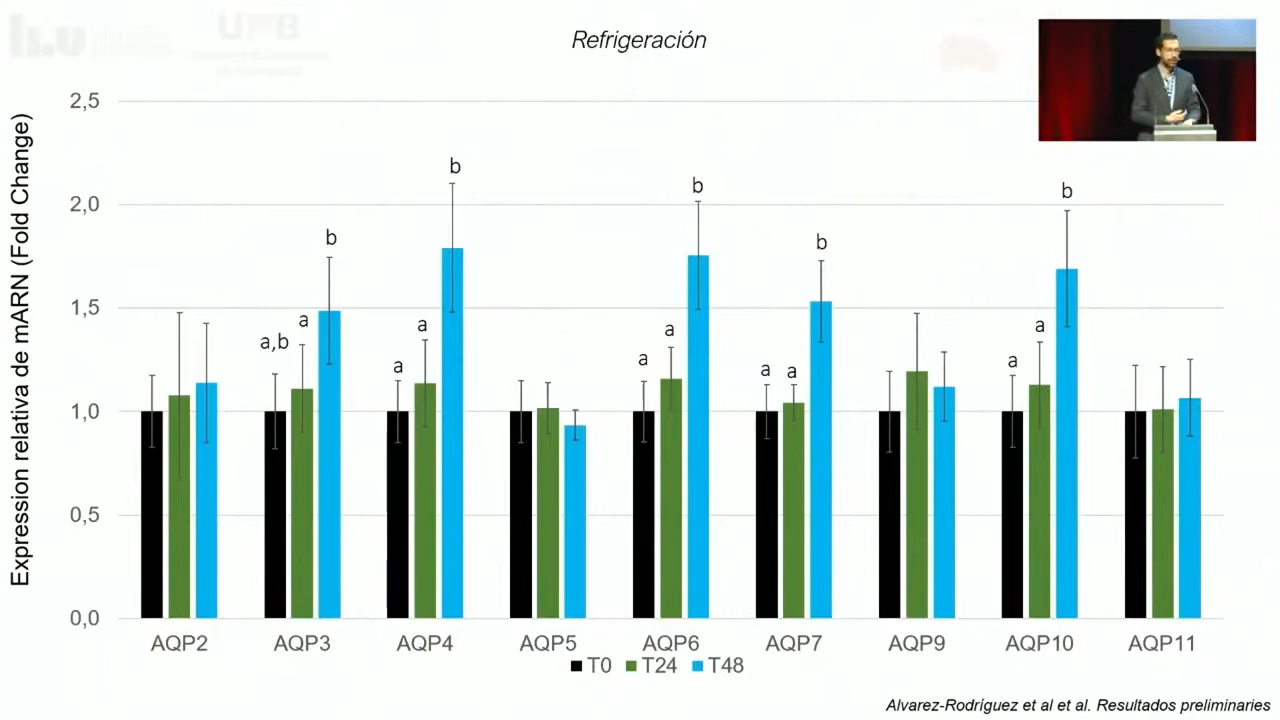 Refrigeración
Expression relativa de mARN (Fold Change)
2,5
2,0
1,5
1,0
0,5
0,0
a,b
a
b
a
a
b
a
a
b
a
a
b
a
a
b
AQP2 AQP3 AQP4 AQP5 AQP6 AQP7 AQP9 AQP10 AQP11
T0 T24 T48
Alvarez-Rodríguez et al et al. Resultados preliminaries